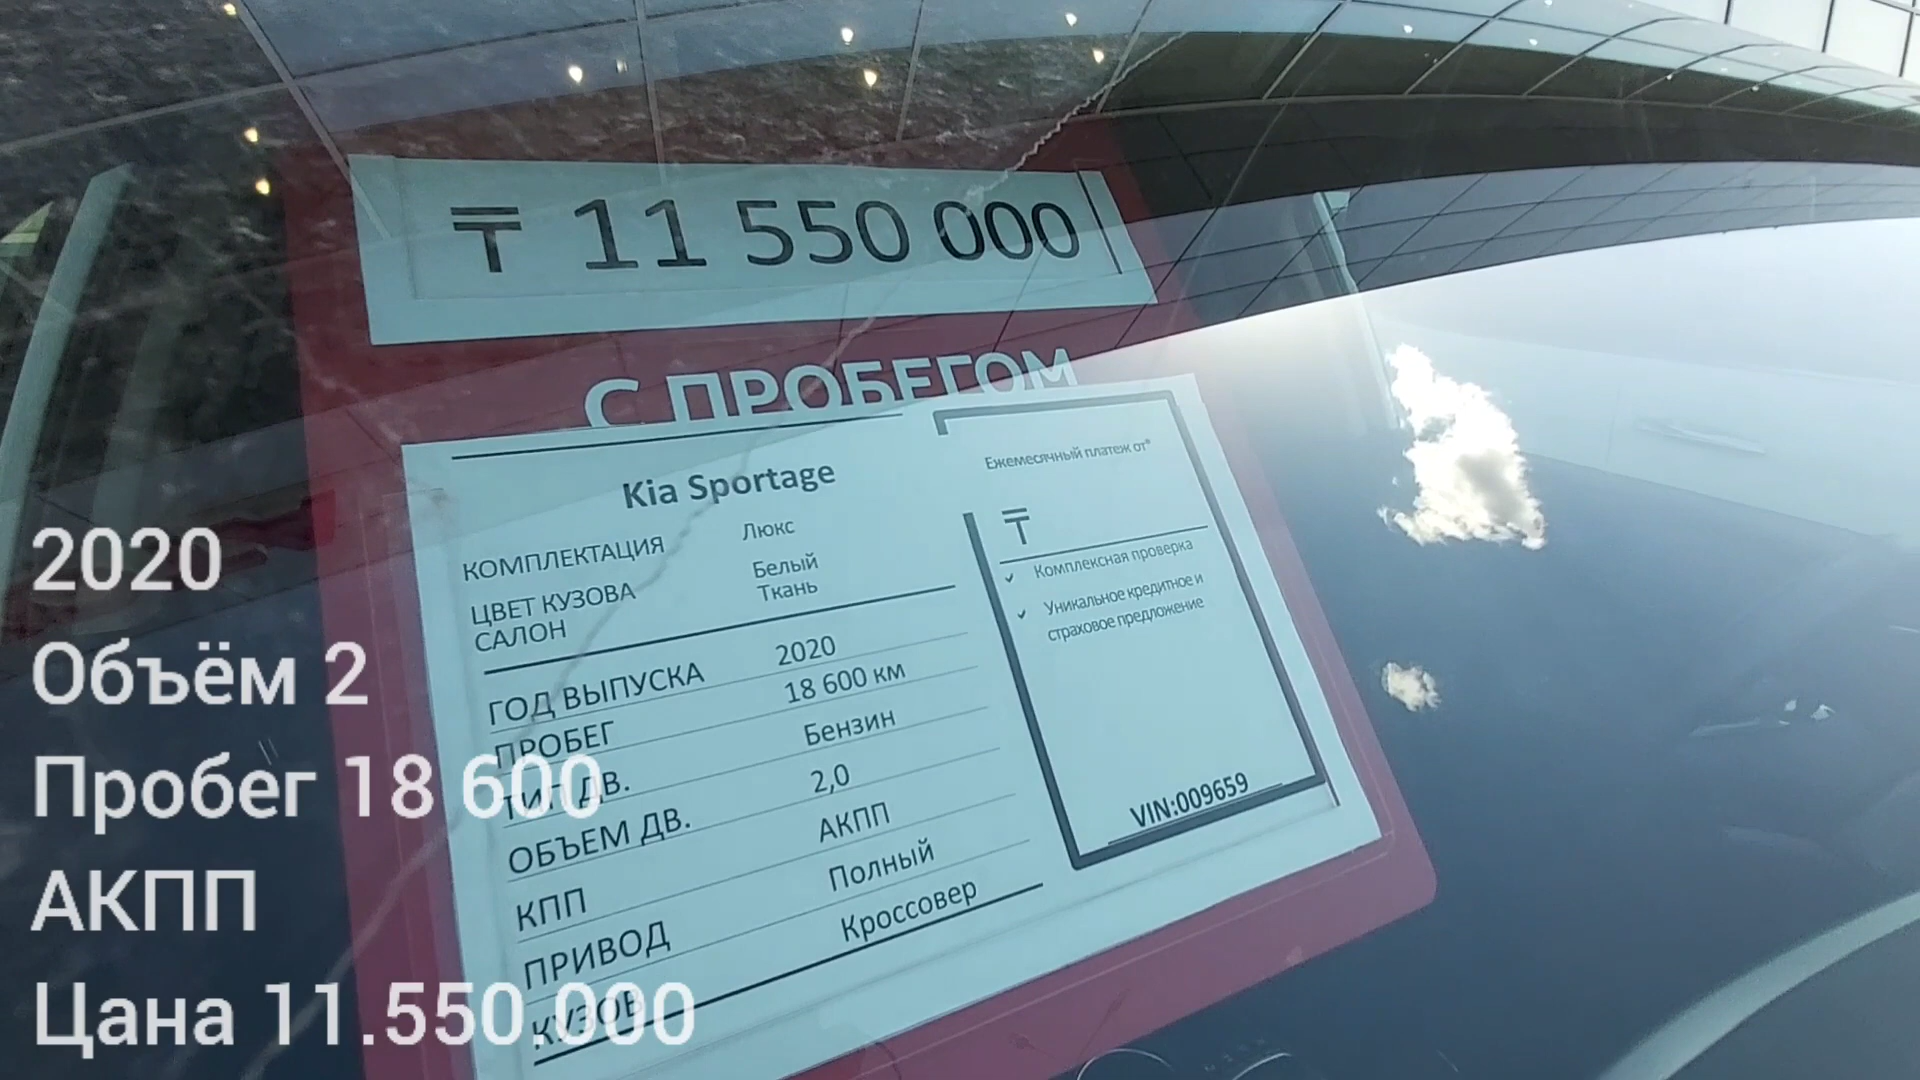 ₸ 11 550 000
С ПРОБЕГОМ
Kia Sportage
КОМПЛЕКТАЦИЯ Люкс
ЦВЕТ КУЗОВА Белый
САЛОН Ткань
ГОД ВЫПУСКА 2020
ПРОБЕГ 18 600 км
ТИП ДВ. Бензин
ОБЪЕМ ДВ. 2,0
КПП АКПП
ПРИВОД Полный
КУЗОВ Кроссовер
Ежемесячный платеж от*
₸
Комплексная проверка
Уникальное кредитное и
страховое предложение
VIN:009659
2020
Объём 2
Пробег 18 600
АКПП
Цана 11.550.000